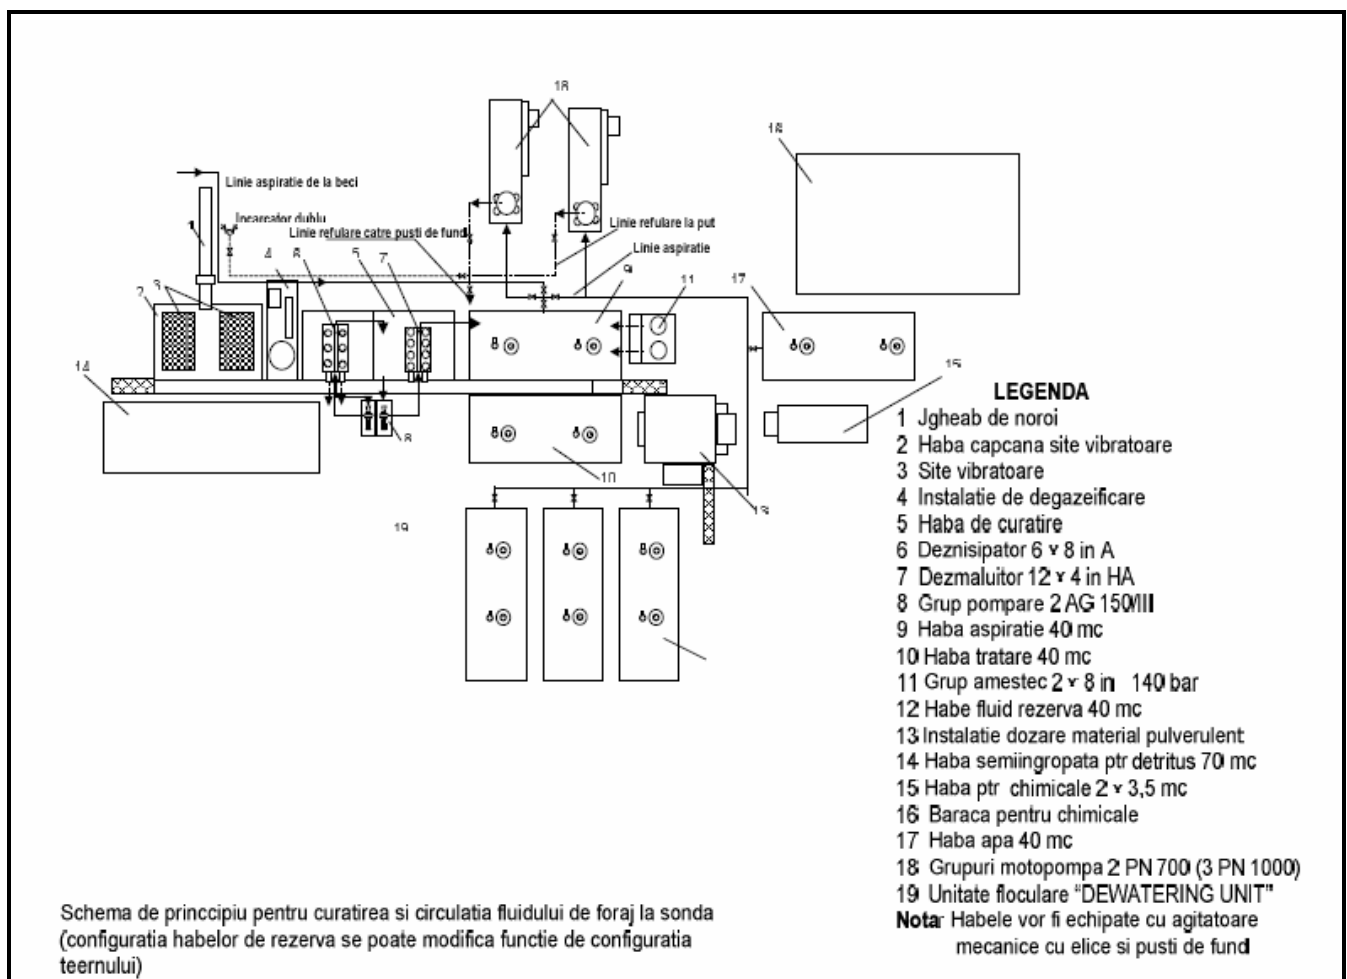 18
16
Linie aspiratie de la beci
1
Incarcator dublu
Linie refulare catre pusti de fund
Linie refulare la put
Linie aspiratie
4
6
5
7
9
2
3
11
17
14
15
8
10
13
19
LEGENDA
1 Jgheab de noroi
2 Haba capcana site vibratoare
3 Site vibratoare
4 Instalatie de degazeificare
5 Haba de curatire
6 Deznisipator 6 x 8 in A
7 Dezmaluitor 12 x 4 in HA
8 Grup pompare 2 AG 150/III
9 Haba aspiratie 40 mc
10 Haba tratare 40 mc
11 Grup amestec 2 x 8 in 140 bar
12 Habe fluid rezerva 40 mc
13 Instalatie dozare material pulverulent
14 Haba semiingropata ptr detritus 70 mc
15 Haba ptr chimicale 2 x 3,5 mc
16 Baraca pentru chimicale
17 Haba apa 40 mc
18 Grupuri motopompa 2 PN 700 (3 PN 1000)
19 Unitate floculare "DEWATERING UNIT"
Nota: Habele vor fi echipate cu agitatoare
mecanice cu elice si pusti de fund
Schema de princcipiu pentru curatirea si circulatia fluidului de foraj la sonda
(configuratia habelor de rezerva se poate modifica functie de configuratia
teernului)